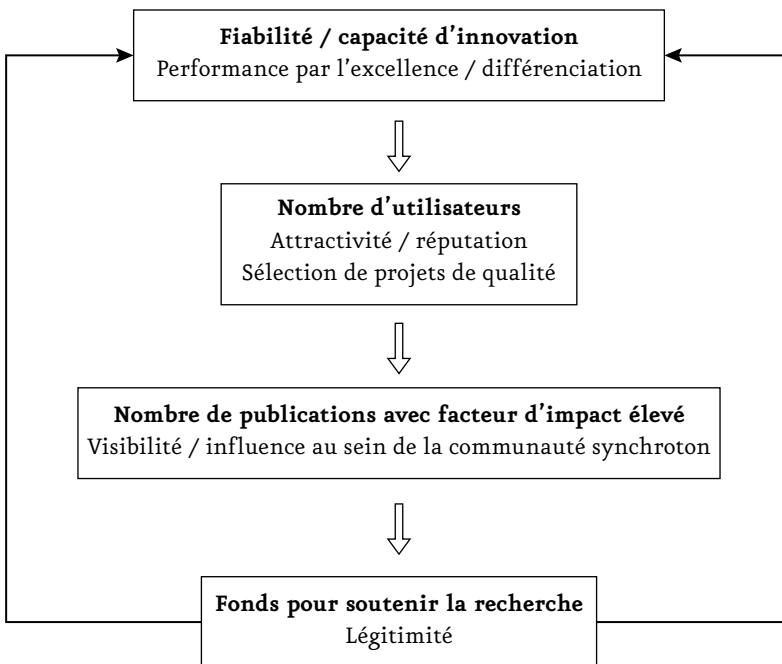 Fiabilité / capacité d’innovation
Performance par l’excellence / différenciation
Nombre d’utilisateurs
Attractivité / réputation
Sélection de projets de qualité
Nombre de publications avec facteur d’impact élevé
Visibilité / influence au sein de la communauté synchroton
Fonds pour soutenir la recherche
Légitimité